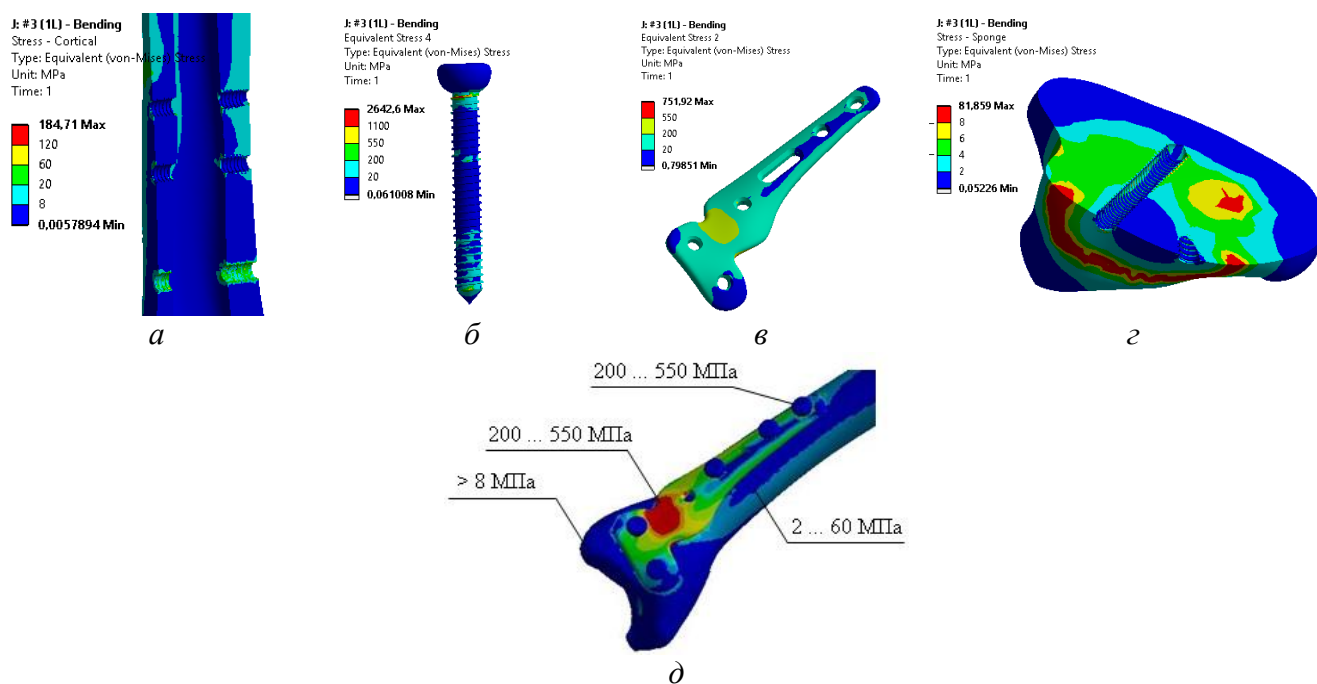 J: #3 (1L) - Bending
Stress - Cortical
Type: Equivalent (von-Mises) Stress
Unit: MPa
Time: 1
184,71 Max
120
60
20
8
0,0057894 Min
а
J: #3 (1L) - Bending
Equivalent Stress 4
Type: Equivalent (von-Mises) Stress
Unit: MPa
Time: 1
2642,6 Max
1100
550
200
20
0,061008 Min
б
J: #3 (1L) - Bending
Equivalent Stress 2
Type: Equivalent (von-Mises) Stress
Unit: MPa
Time: 1
751,92 Max
550
200
20
0,79851 Min
в
J: #3 (1L) - Bending
Stress - Sponge
Type: Equivalent (von-Mises) Stress
Unit: MPa
Time: 1
81,859 Max
8
6
4
2
0,05226 Min
г
200 ... 550 МПа
200 ... 550 МПа
> 8 МПа
2 ... 60 МПа
д